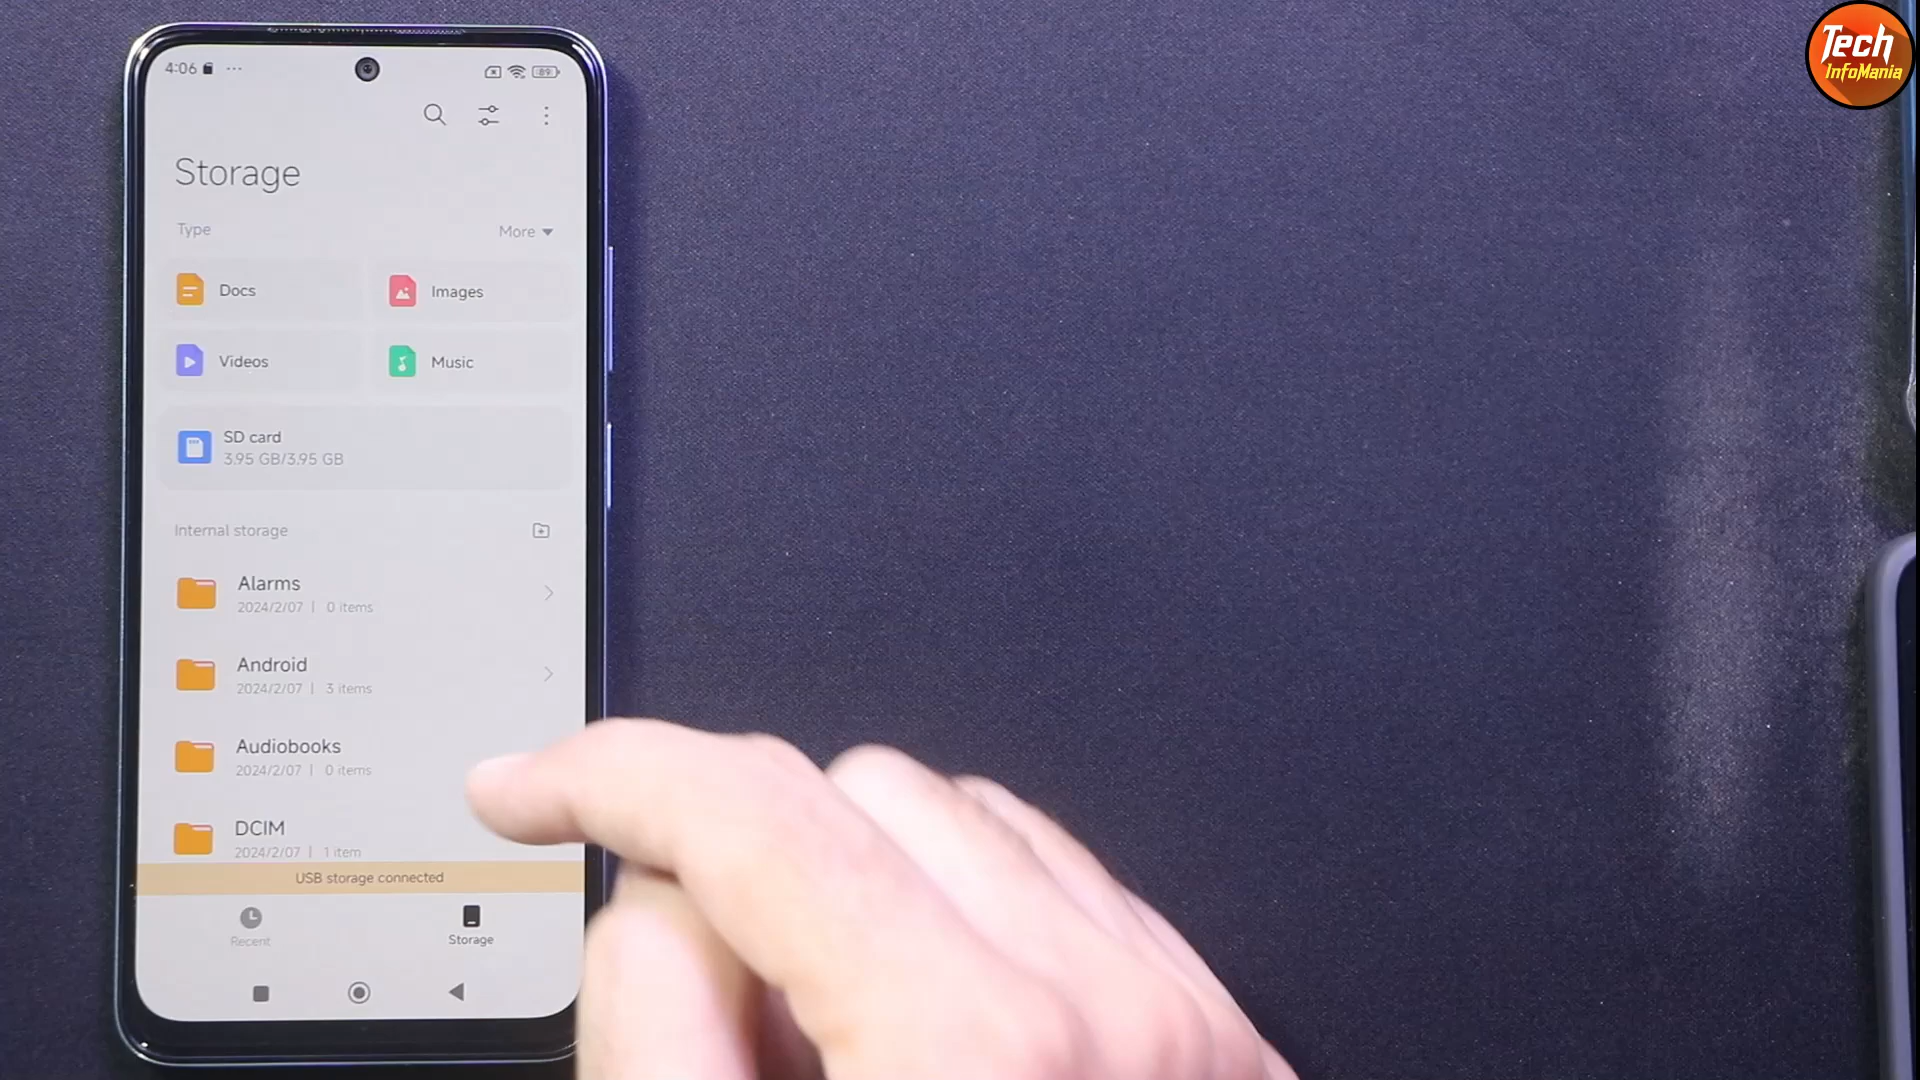 Tech
InfoMania
4:06 ...
89
Storage
Type
More
Docs
Images
Videos
Music
SD card
3.95 GB/3.95 GB
Internal storage
Alarms
2024/2/07 | 0 items
Android
2024/2/07 | 3 items
Audiobooks
2024/2/07 | 0 items
DCIM
2024/2/07 | 1 item
USB storage connected
Recent
Storage